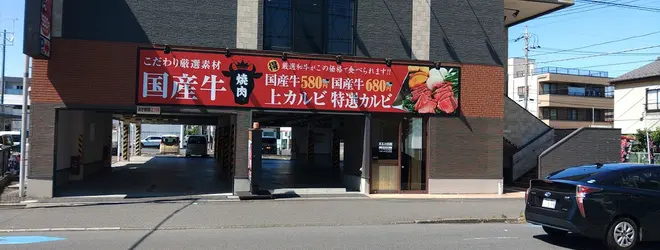 こだわり厳選素材
国産牛
焼肉
厳選和牛がこの価格で食べられます!!
国産牛580円 国産牛680円
上カルビ 特選カルビ